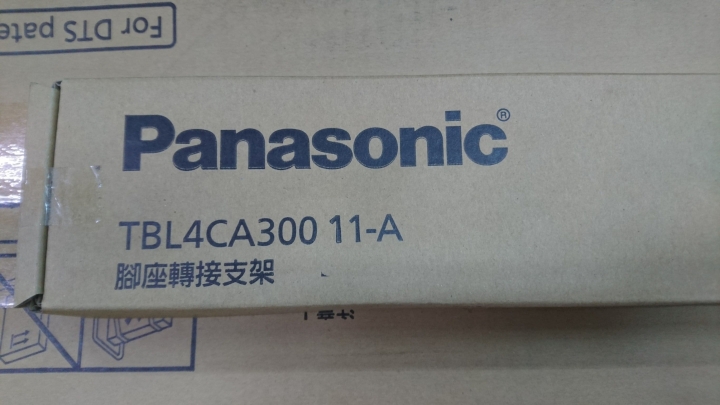 For DTS pate
Panasonic®
TBL4CA300 11-A
腳座轉接支架